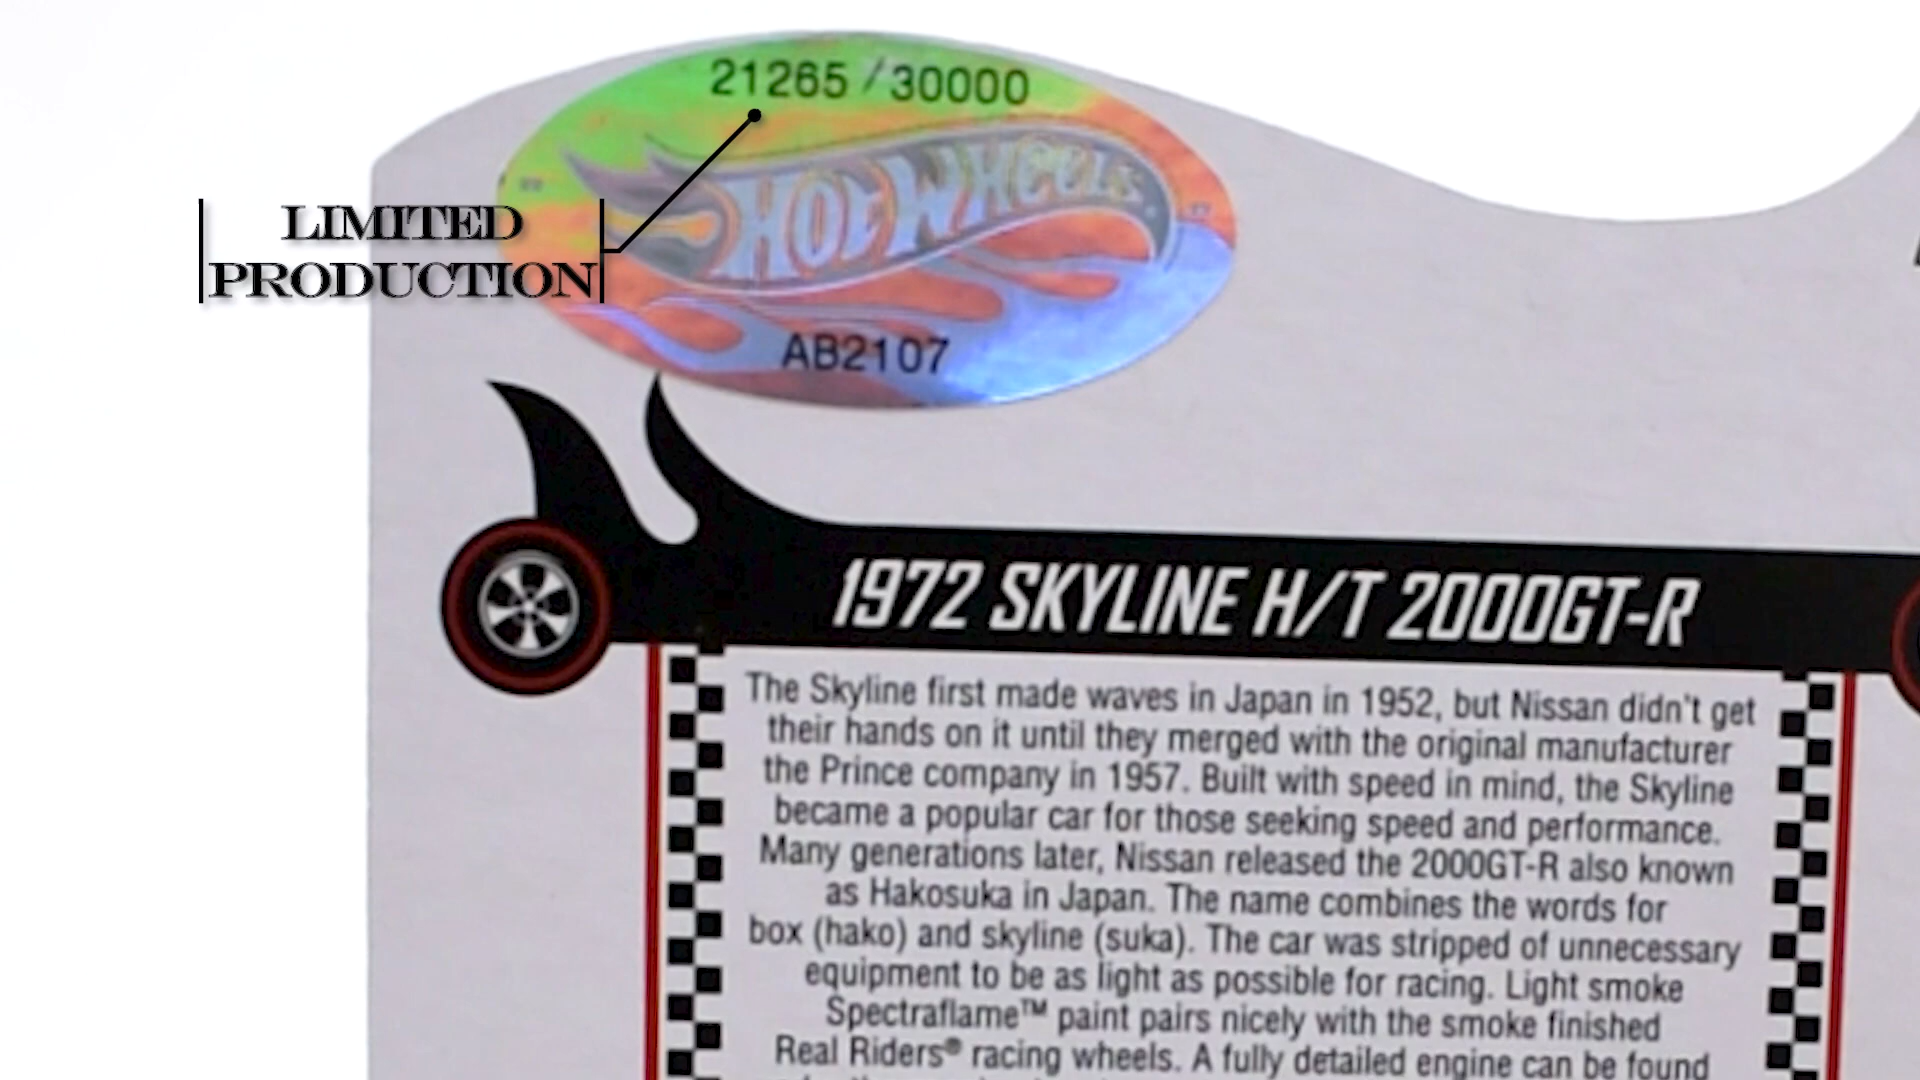 21265 / 30000
HOT WHEELS
LIMITED
PRODUCTION
AB2107
1972 SKYLINE H/T 2000GT-R
The Skyline first made waves in Japan in 1952, but Nissan didn't get
their hands on it until they merged with the original manufacturer
the Prince company in 1957. Built with speed in mind, the Skyline
became a popular car for those seeking speed and performance.
Many generations later, Nissan released the 2000GT-R also known
as Hakosuka in Japan. The name combines the words for
box (hako) and skyline (suka). The car was stripped of unnecessary
equipment to be as light as possible for racing. Light smoke
Spectraflame™ paint pairs nicely with the smoke finished
Real Riders® racing wheels. A fully detailed engine can be found